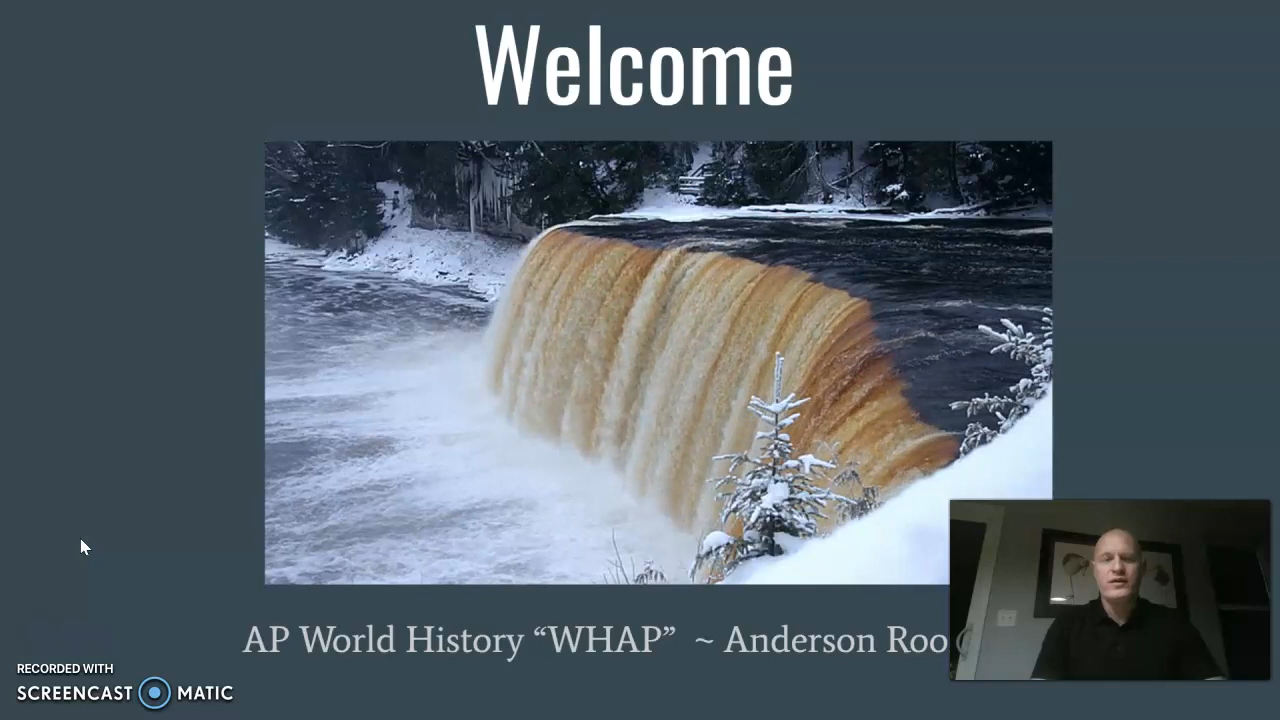 Welcome
AP World History “WHAP” ~ Anderson Roo
RECORDED WITH
SCREENCAST MATIC